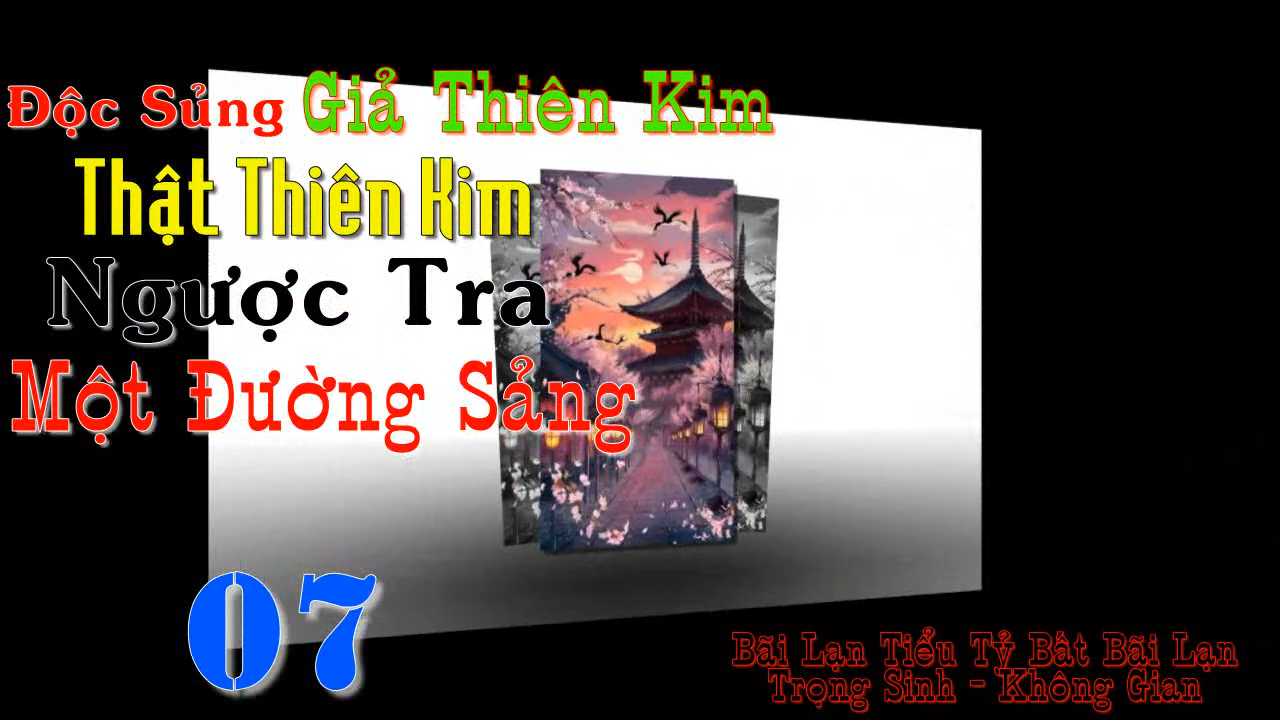 Độc Sủng Giả Thiên Kim
Thật Thiên Kim
Ngược Tra
Một Đường Sảng
07
Bãi Lạn Tiểu Tỷ Bất Bãi Lạn
Trọng Sinh - Không Gian